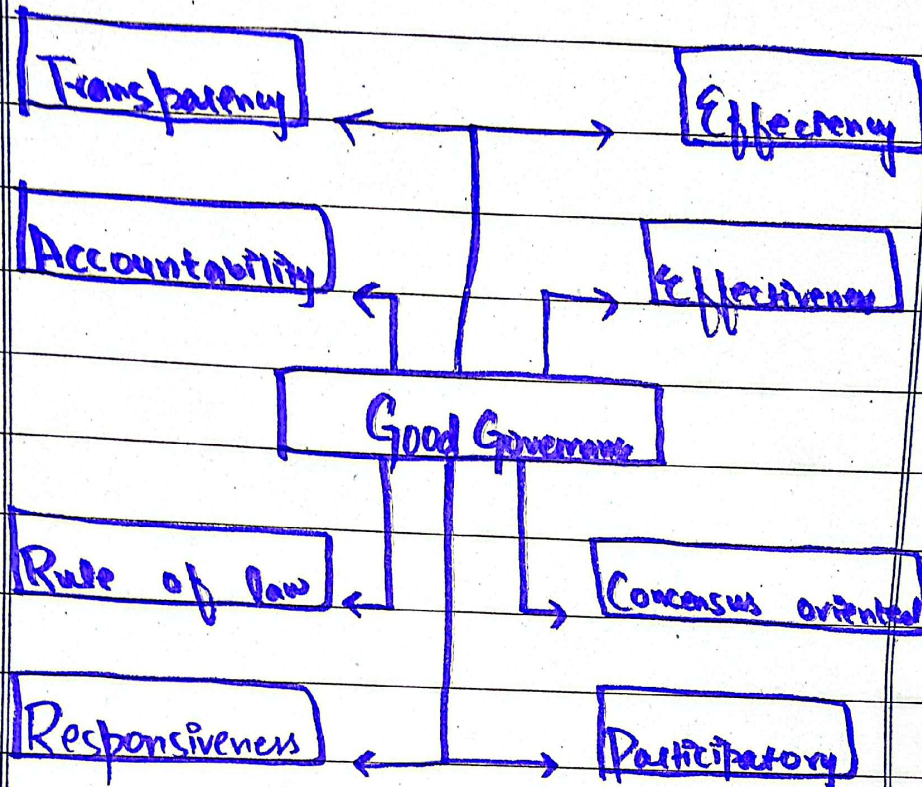 Transparency
Effeciency
Accountability
Effectiveness
Good Governance
Rule of law
Concensus oriented
Responsiveness
Participatory